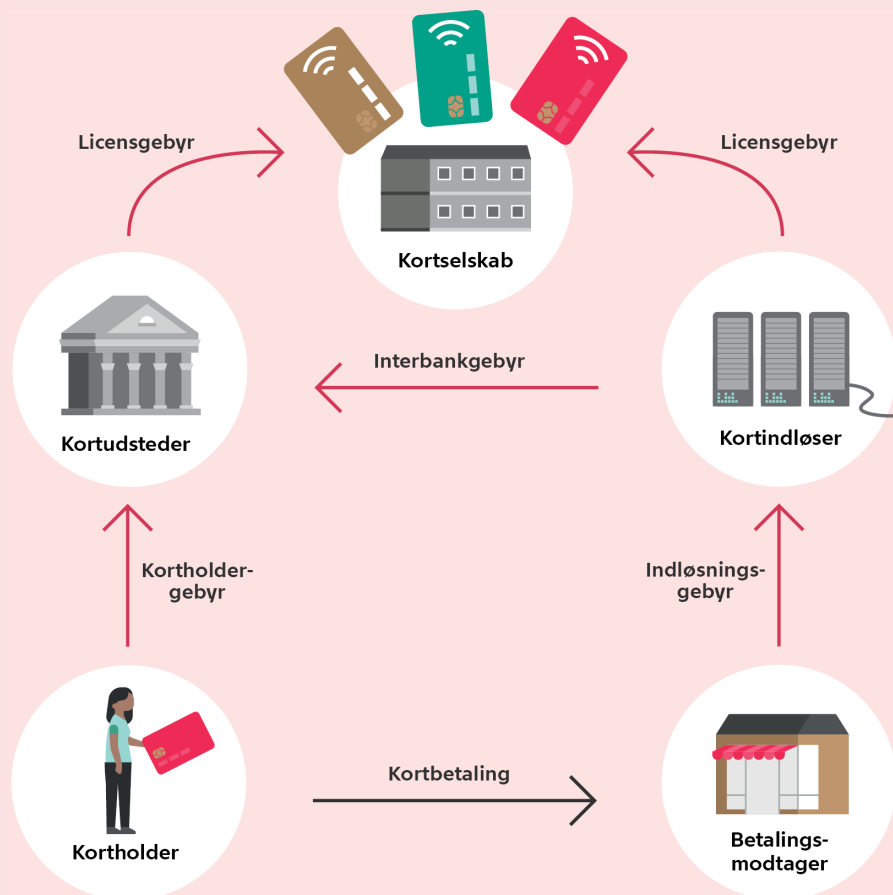 Licensgebyr
Licensgebyr
Kortselskab
Interbankgebyr
Kortudsteder
Kortindløser
Kortholder-
gebyr
Indløsnings-
gebyr
Kortbetaling
Kortholder
Betalings-
modtager